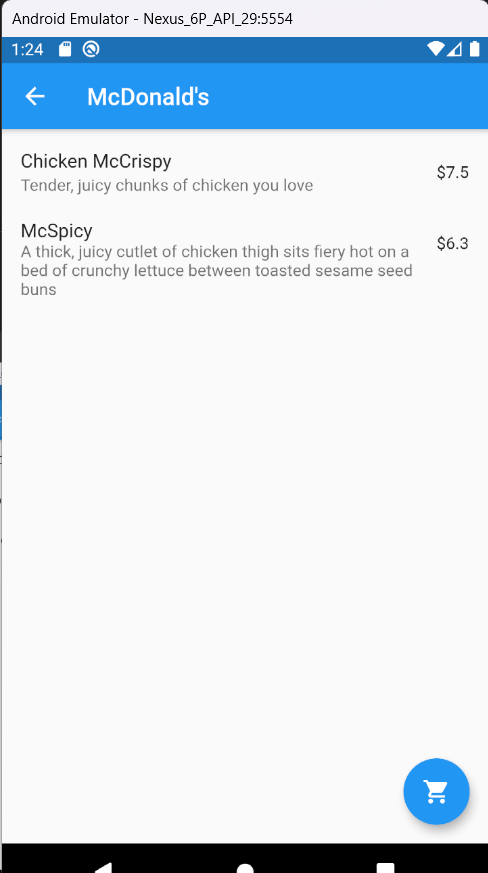 Android Emulator - Nexus_6P_API_29:5554
1:24
McDonald's
Chicken McCrispy
Tender, juicy chunks of chicken you love
$7.5
McSpicy
A thick, juicy cutlet of chicken thigh sits fiery hot on a
bed of crunchy lettuce between toasted sesame seed
buns
$6.3